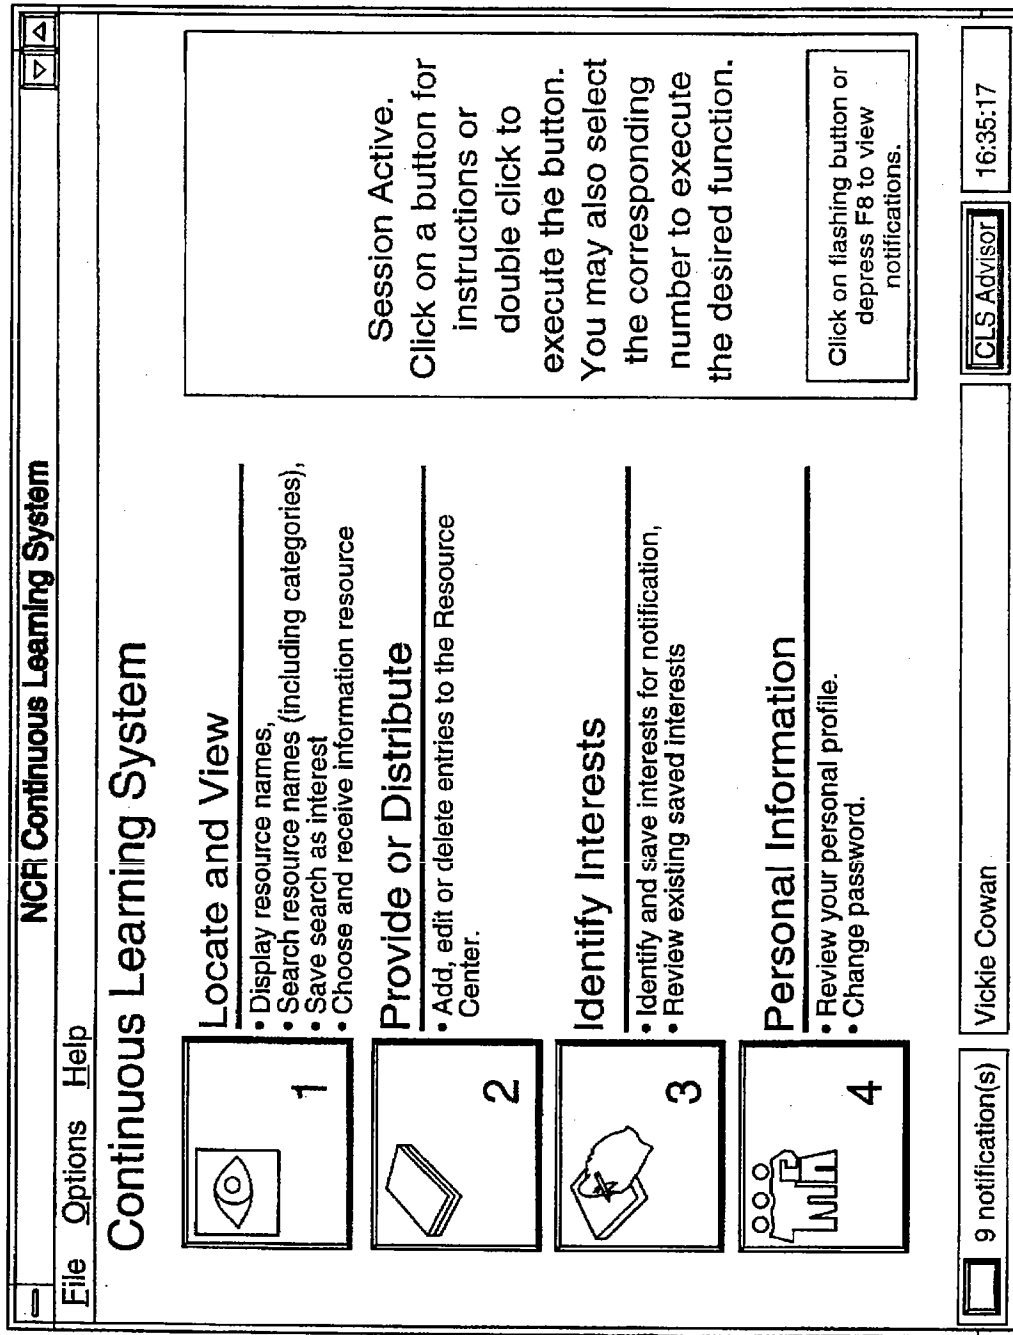 NCR Continuous Learning System
File Options Help
Continuous Learning System
1
Locate and View
• Display resource names,
• Search resource names (including categories),
• Save search as interest
• Choose and receive information resource
2
Provide or Distribute
• Add, edit or delete entries to the Resource
Center.
3
Identify Interests
• Identify and save interests for notification,
• Review existing saved interests
4
Personal Information
• Review your personal profile.
• Change password.
Session Active.
Click on a button for
instructions or
double click to
execute the button.
You may also select
the corresponding
number to execute
the desired function.
Click on flashing button or
depress F8 to view
notifications.
9 notification(s)
Vickie Cowan
CLS Advisor
16:35:17